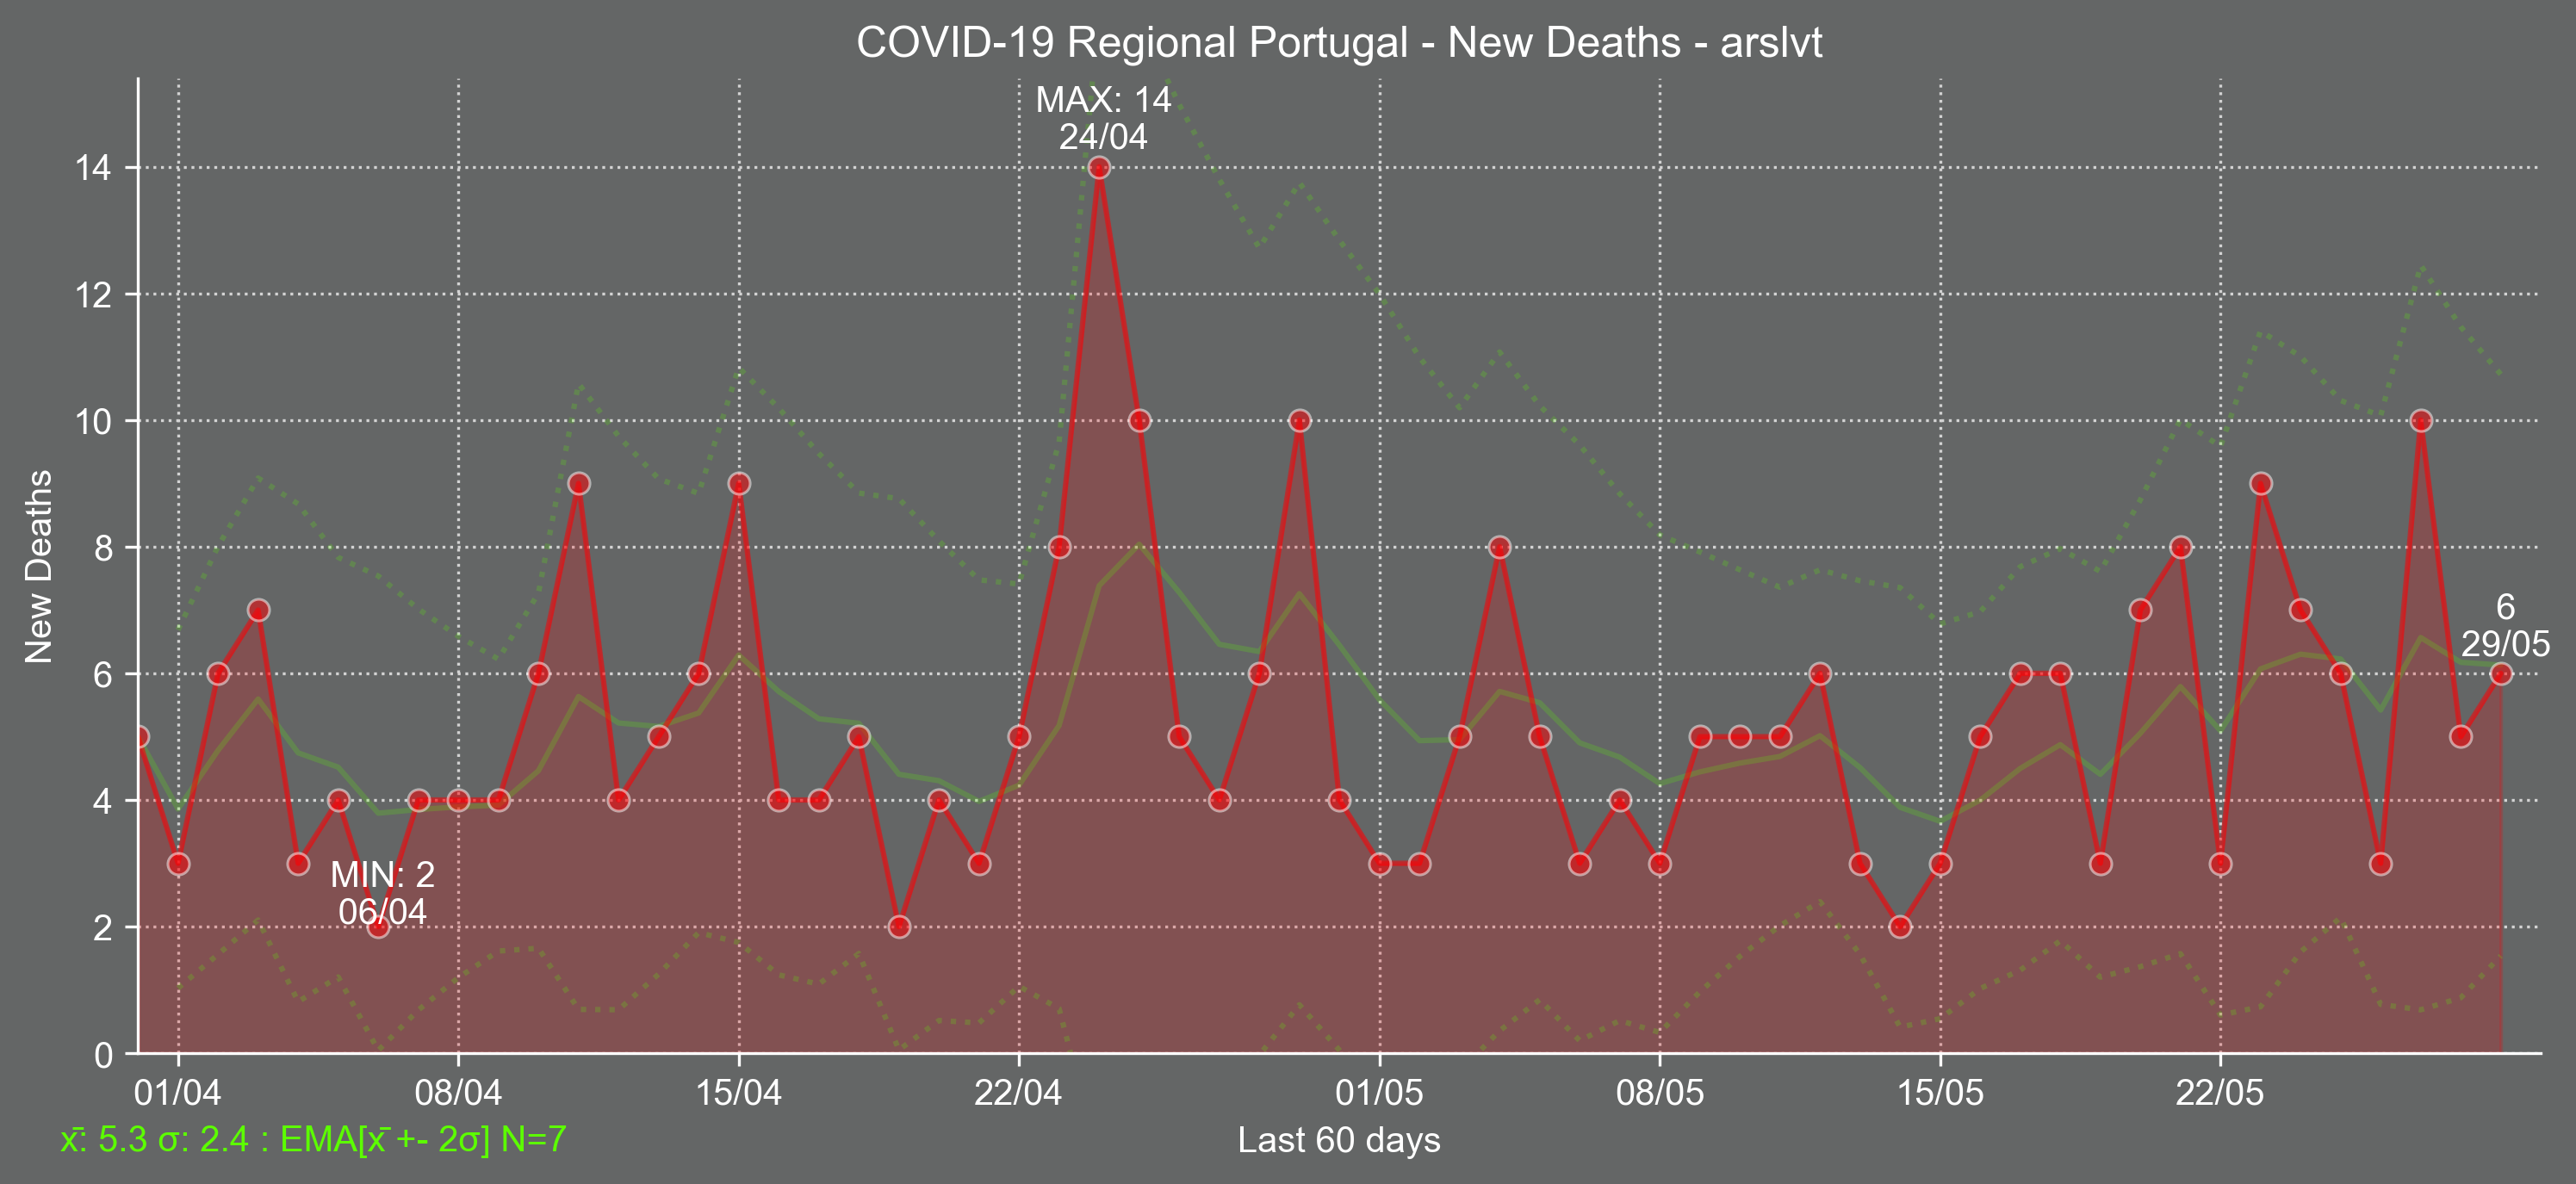 COVID-19 Regional Portugal - New Deaths - arslvt
MAX: 14
24/04
14
12
10
8
6
4
2
0
New Deaths
MIN: 2
06/04
6
29/05
01/04 08/04 15/04 22/04 01/05 08/05 15/05 22/05
x̄: 5.3 σ: 2.4 : EMA[x̄ +- 2σ] N=7
Last 60 days